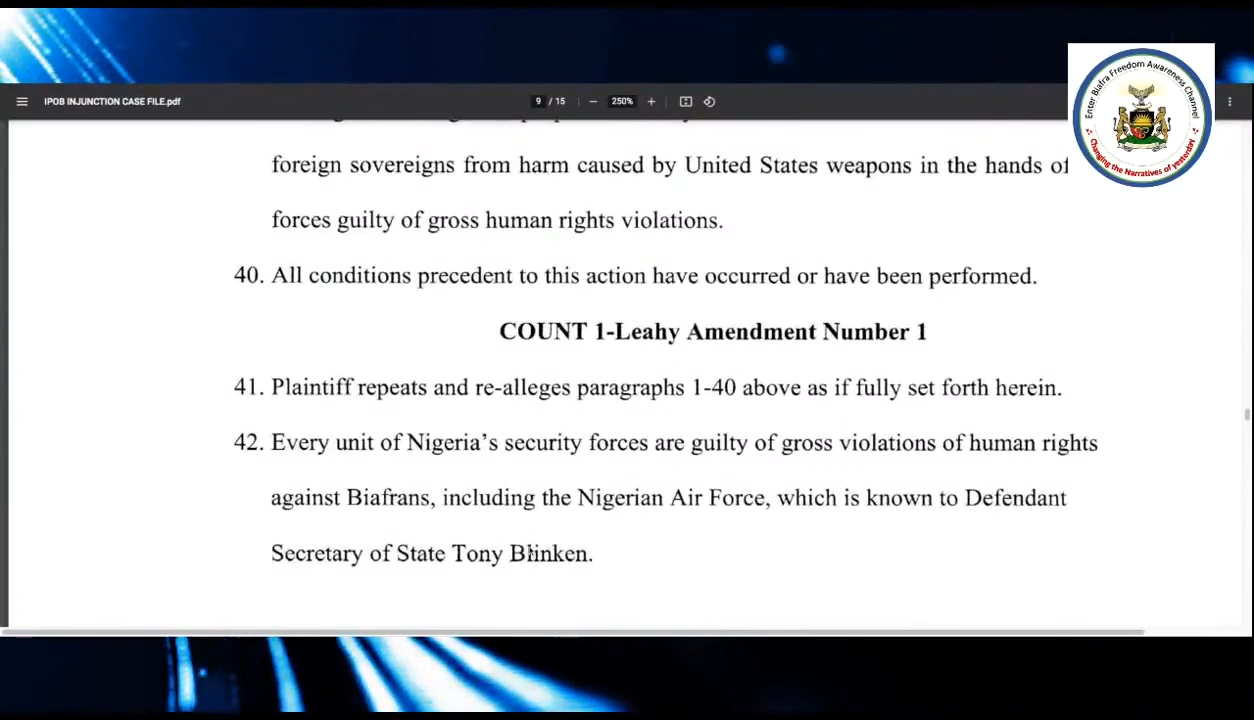 IPOB INJUNCTION CASE FILE.pdf
9 / 15
250%
Enter Biafra Freedom Awareness Channel
Changing the Narratives of yesterday
foreign sovereigns from harm caused by United States weapons in the hands of
forces guilty of gross human rights violations.
40. All conditions precedent to this action have occurred or have been performed.
COUNT 1-Leahy Amendment Number 1
41. Plaintiff repeats and re-alleges paragraphs 1-40 above as if fully set forth herein.
42. Every unit of Nigeria’s security forces are guilty of gross violations of human rights
against Biafrans, including the Nigerian Air Force, which is known to Defendant
Secretary of State Tony Blinken.